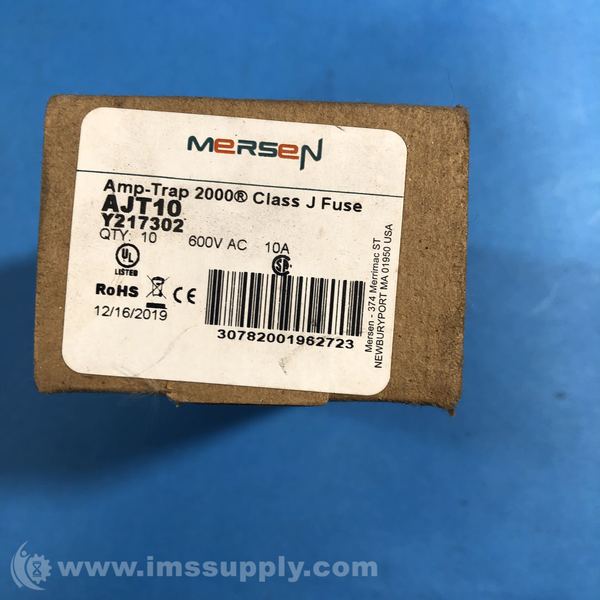 MERSEN
Amp-Trap 2000® Class J Fuse
AJT10
Y217302
QTY: 10 600V AC 10A
UL
LISTED
RoHS CE
12/16/2019
30782001962723
Mersen - 374 Merrimac ST
NEWBURYPORT MA 01950 USA
www.imssupply.com